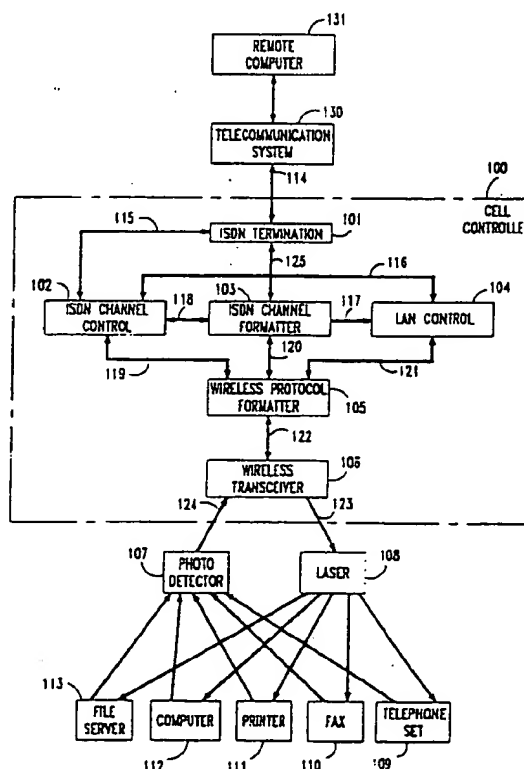 131
REMOTE
COMPUTER
130
TELECOMMUNICATION
SYSTEM
114
100
CELL
CONTROLLE
115
101
ISDN TERMINATION
125
116
102
ISDN CHANNEL
CONTROL
118
103
ISDN CHANNEL
FORMATTER
117
104
LAN CONTROL
119
120
121
WIRELESS PROTOCOL
FORMATTER
105
122
WIRELESS
TRANSCEIVER
106
124
123
107
PHOTO
DETECTOR
LASER
108
113
FILE
SERVER
COMPUTER
PRINTER
FAX
TELEPHONE
SET
112
111
110
109